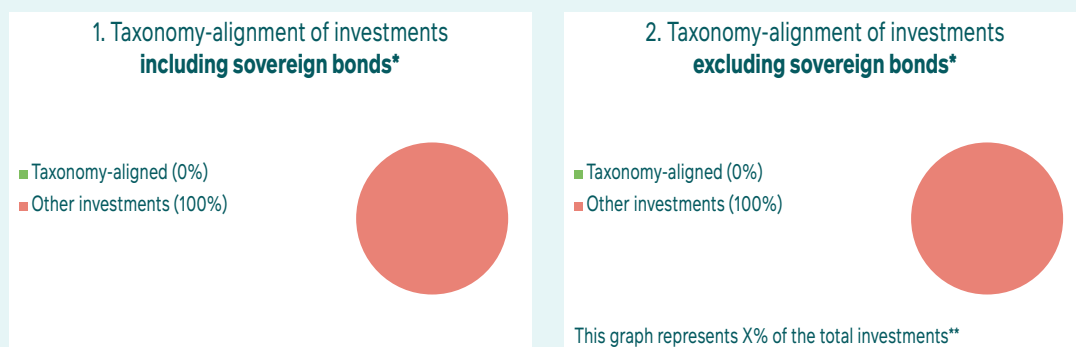 1. Taxonomy-alignment of investments
including sovereign bonds*
Taxonomy-aligned (0%)
Other investments (100%)
2. Taxonomy-alignment of investments
excluding sovereign bonds*
Taxonomy-aligned (0%)
Other investments (100%)
This graph represents X% of the total investments**